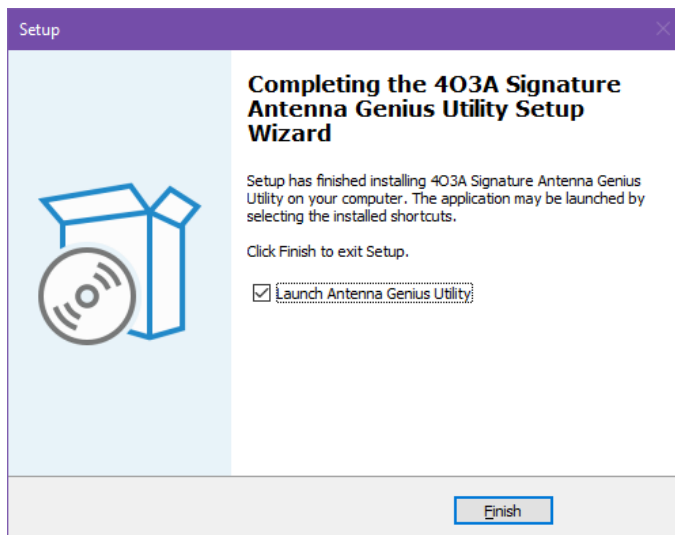 Setup
Completing the 4O3A Signature
Antenna Genius Utility Setup
Wizard
Setup has finished installing 4O3A Signature Antenna Genius
Utility on your computer. The application may be launched by
selecting the installed shortcuts.
Click Finish to exit Setup.
Launch Antenna Genius Utility
Finish